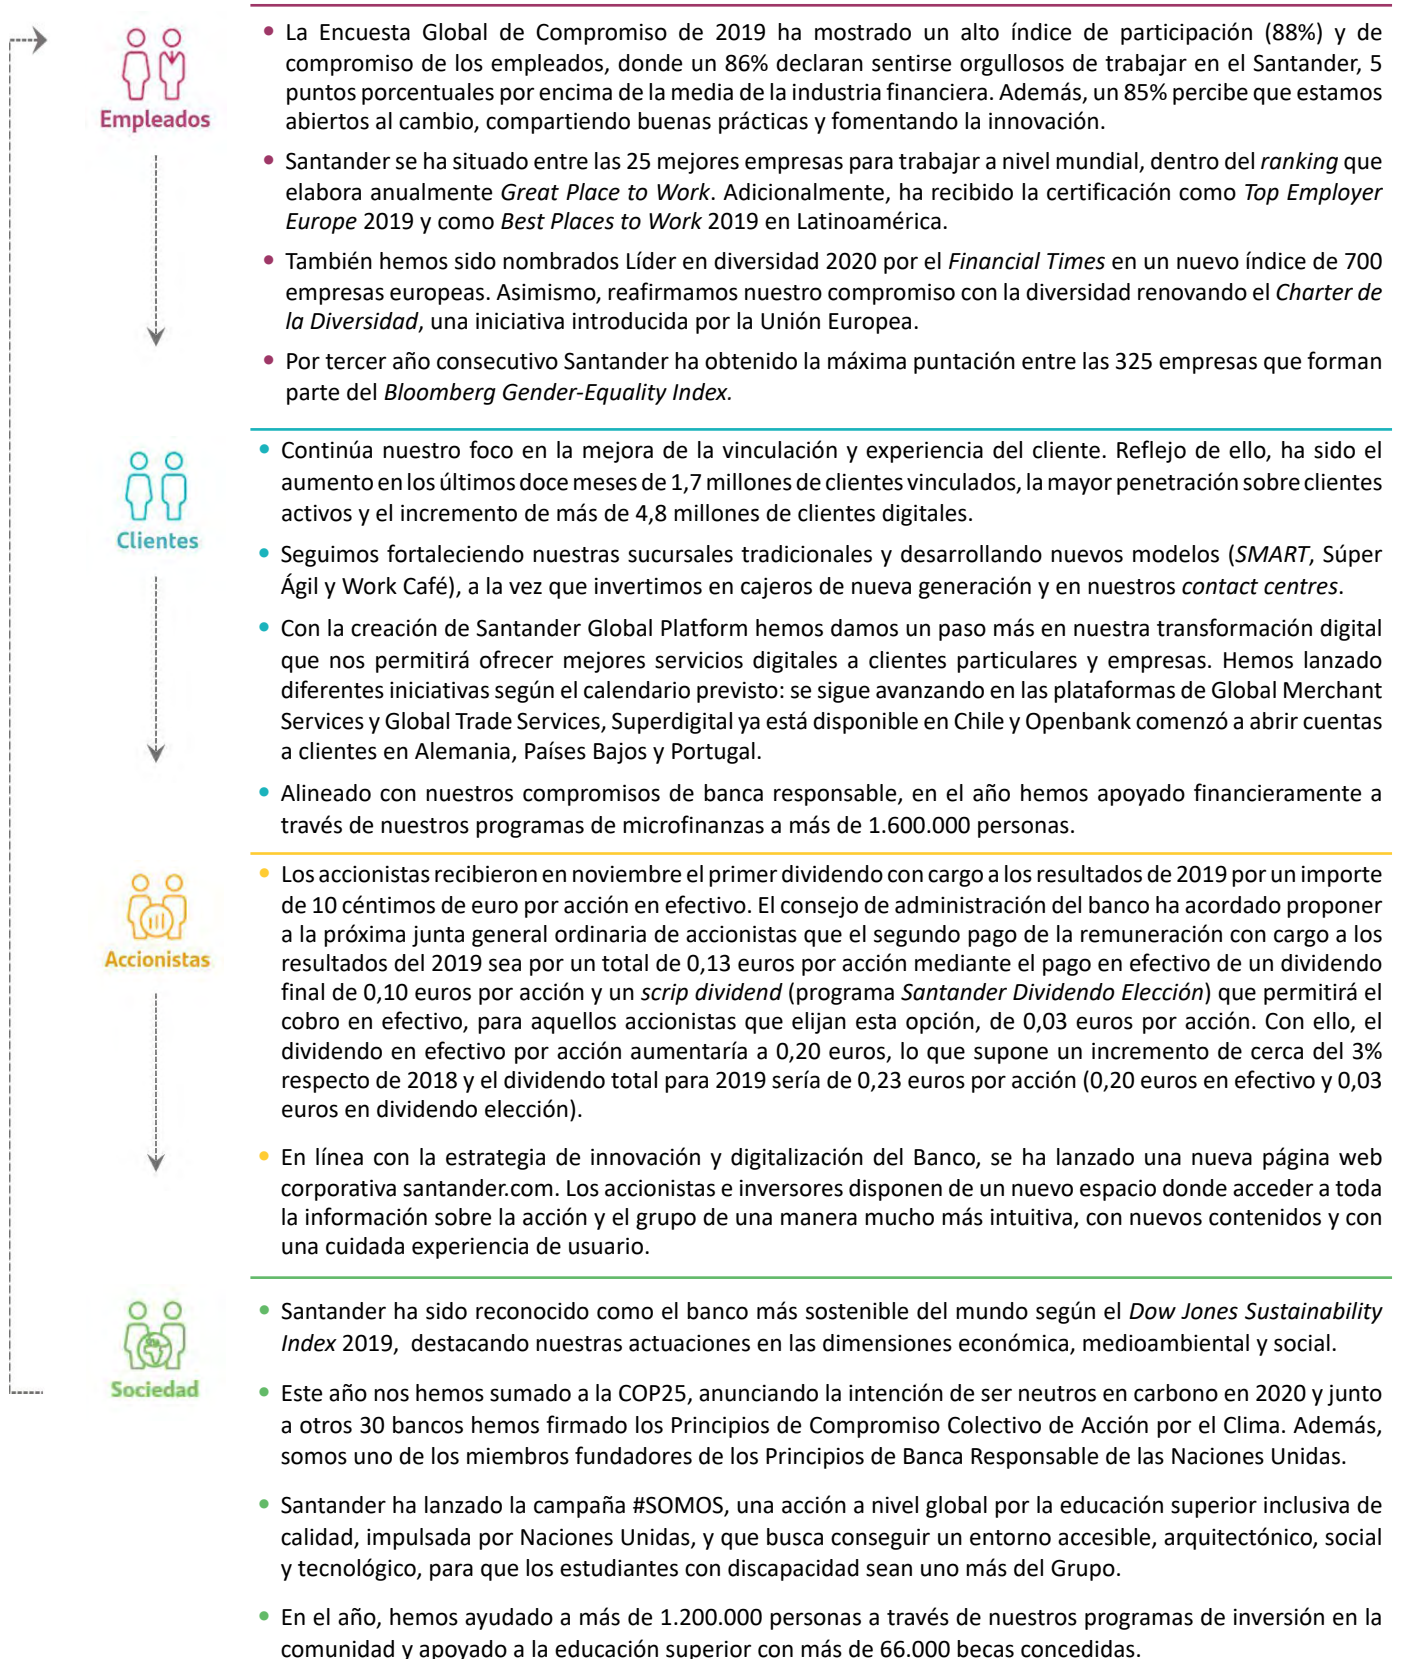 Empleados
• La Encuesta Global de Compromiso de 2019 ha mostrado un alto índice de participación (88%) y de
compromiso de los empleados, donde un 86% declaran sentirse orgullosos de trabajar en el Santander, 5
puntos porcentuales por encima de la media de la industria financiera. Además, un 85% percibe que estamos
abiertos al cambio, compartiendo buenas prácticas y fomentando la innovación.
• Santander se ha situado entre las 25 mejores empresas para trabajar a nivel mundial, dentro del ranking que
elabora anualmente Great Place to Work. Adicionalmente, ha recibido la certificación como Top Employer
Europe 2019 y como Best Places to Work 2019 en Latinoamérica.
• También hemos sido nombrados Líder en diversidad 2020 por el Financial Times en un nuevo índice de 700
empresas europeas. Asimismo, reafirmamos nuestro compromiso con la diversidad renovando el Charter de
la Diversidad, una iniciativa introducida por la Unión Europea.
• Por tercer año consecutivo Santander ha obtenido la máxima puntación entre las 325 empresas que forman
parte del Bloomberg Gender-Equality Index.
Clientes
• Continúa nuestro foco en la mejora de la vinculación y experiencia del cliente. Reflejo de ello, ha sido el
aumento en los últimos doce meses de 1,7 millones de clientes vinculados, la mayor penetración sobre clientes
activos y el incremento de más de 4,8 millones de clientes digitales.
• Seguimos fortaleciendo nuestras sucursales tradicionales y desarrollando nuevos modelos (SMART, Súper
Ágil y Work Café), a la vez que invertimos en cajeros de nueva generación y en nuestros contact centres.
• Con la creación de Santander Global Platform hemos damos un paso más en nuestra transformación digital
que nos permitirá ofrecer mejores servicios digitales a clientes particulares y empresas. Hemos lanzado
diferentes iniciativas según el calendario previsto: se sigue avanzando en las plataformas de Global Merchant
Services y Global Trade Services, Superdigital ya está disponible en Chile y Openbank comenzó a abrir cuentas
a clientes en Alemania, Países Bajos y Portugal.
• Alineado con nuestros compromisos de banca responsable, en el año hemos apoyado financieramente a
través de nuestros programas de microfinanzas a más de 1.600.000 personas.
Accionistas
• Los accionistas recibieron en noviembre el primer dividendo con cargo a los resultados de 2019 por un importe
de 10 céntimos de euro por acción en efectivo. El consejo de administración del banco ha acordado proponer
a la próxima junta general ordinaria de accionistas que el segundo pago de la remuneración con cargo a los
resultados del 2019 sea por un total de 0,13 euros por acción mediante el pago en efectivo de un dividendo
final de 0,10 euros por acción y un scrip dividend (programa Santander Dividendo Elección) que permitirá el
cobro en efectivo, para aquellos accionistas que elijan esta opción, de 0,03 euros por acción. Con ello, el
dividendo en efectivo por acción aumentaría a 0,20 euros, lo que supone un incremento de cerca del 3%
respecto de 2018 y el dividendo total para 2019 sería de 0,23 euros por acción (0,20 euros en efectivo y 0,03
euros en dividendo elección).
• En línea con la estrategia de innovación y digitalización del Banco, se ha lanzado una nueva página web
corporativa santander.com. Los accionistas e inversores disponen de un nuevo espacio donde acceder a toda
la información sobre la acción y el grupo de una manera mucho más intuitiva, con nuevos contenidos y con
una cuidada experiencia de usuario.
Sociedad
• Santander ha sido reconocido como el banco más sostenible del mundo según el Dow Jones Sustainability
Index 2019, destacando nuestras actuaciones en las dimensiones económica, medioambiental y social.
• Este año nos hemos sumado a la COP25, anunciando la intención de ser neutros en carbono en 2020 y junto
a otros 30 bancos hemos firmado los Principios de Compromiso Colectivo de Acción por el Clima. Además,
somos uno de los miembros fundadores de los Principios de Banca Responsable de las Naciones Unidas.
• Santander ha lanzado la campaña #SOMOS, una acción a nivel global por la educación superior inclusiva de
calidad, impulsada por Naciones Unidas, y que busca conseguir un entorno accesible, arquitectónico, social
y tecnológico, para que los estudiantes con discapacidad sean uno más del Grupo.
• En el año, hemos ayudado a más de 1.200.000 personas a través de nuestros programas de inversión en la
comunidad y apoyado a la educación superior con más de 66.000 becas concedidas.